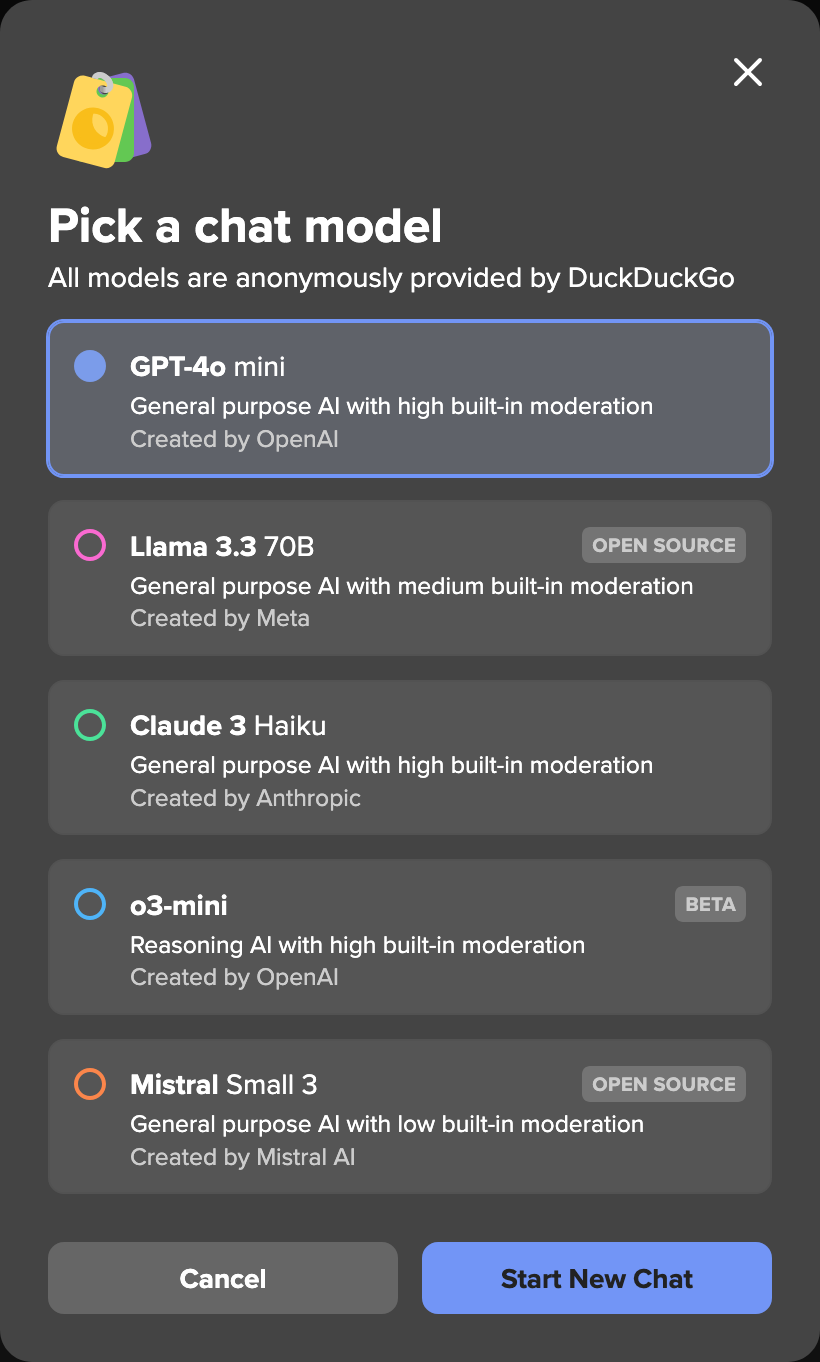 Pick a chat model
All models are anonymously provided by DuckDuckGo
GPT-4o mini
General purpose AI with high built-in moderation
Created by OpenAI
Llama 3.3 70B
OPEN SOURCE
General purpose AI with medium built-in moderation
Created by Meta
Claude 3 Haiku
General purpose AI with high built-in moderation
Created by Anthropic
o3-mini
BETA
Reasoning AI with high built-in moderation
Created by OpenAI
Mistral Small 3
OPEN SOURCE
General purpose AI with low built-in moderation
Created by Mistral AI
Cancel
Start New Chat